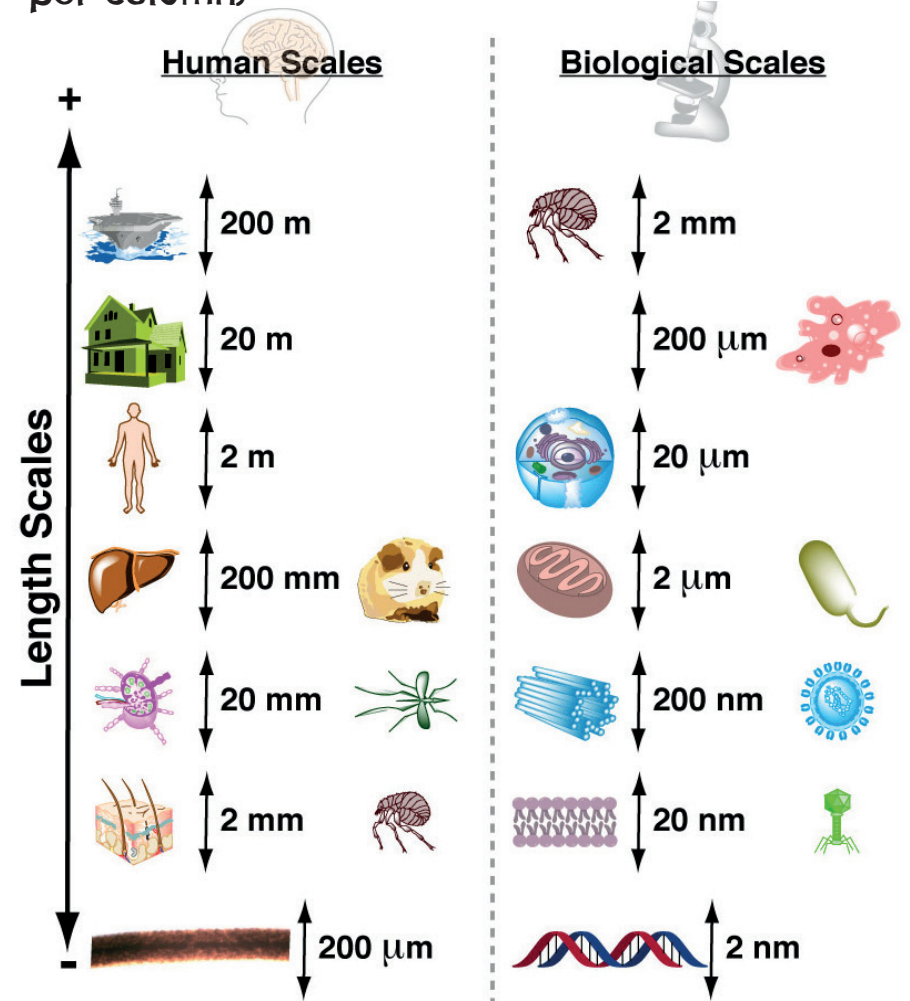 Human Scales
Biological Scales
+
Length Scales
-
200 m
20 m
2 m
200 mm
20 mm
2 mm
200 μm
2 mm
200 μm
20 μm
2 μm
200 nm
20 nm
2 nm